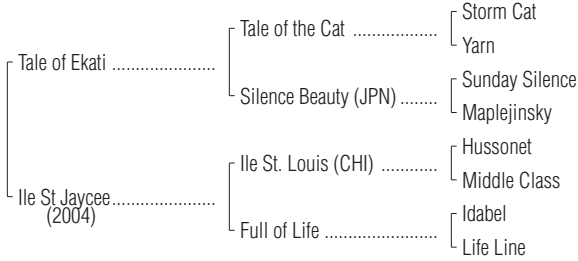 Storm Cat
Tale of the Cat ..................
Yarn
Tale of Ekati ......................
Sunday Silence
Silence Beauty (JPN) ........
Maplejinsky
Hussonet
Ile St. Louis (CHI) ............
Middle Class
Ile St Jaycee......................
(2004)
Idabel
Full of Life ........................
Life Line